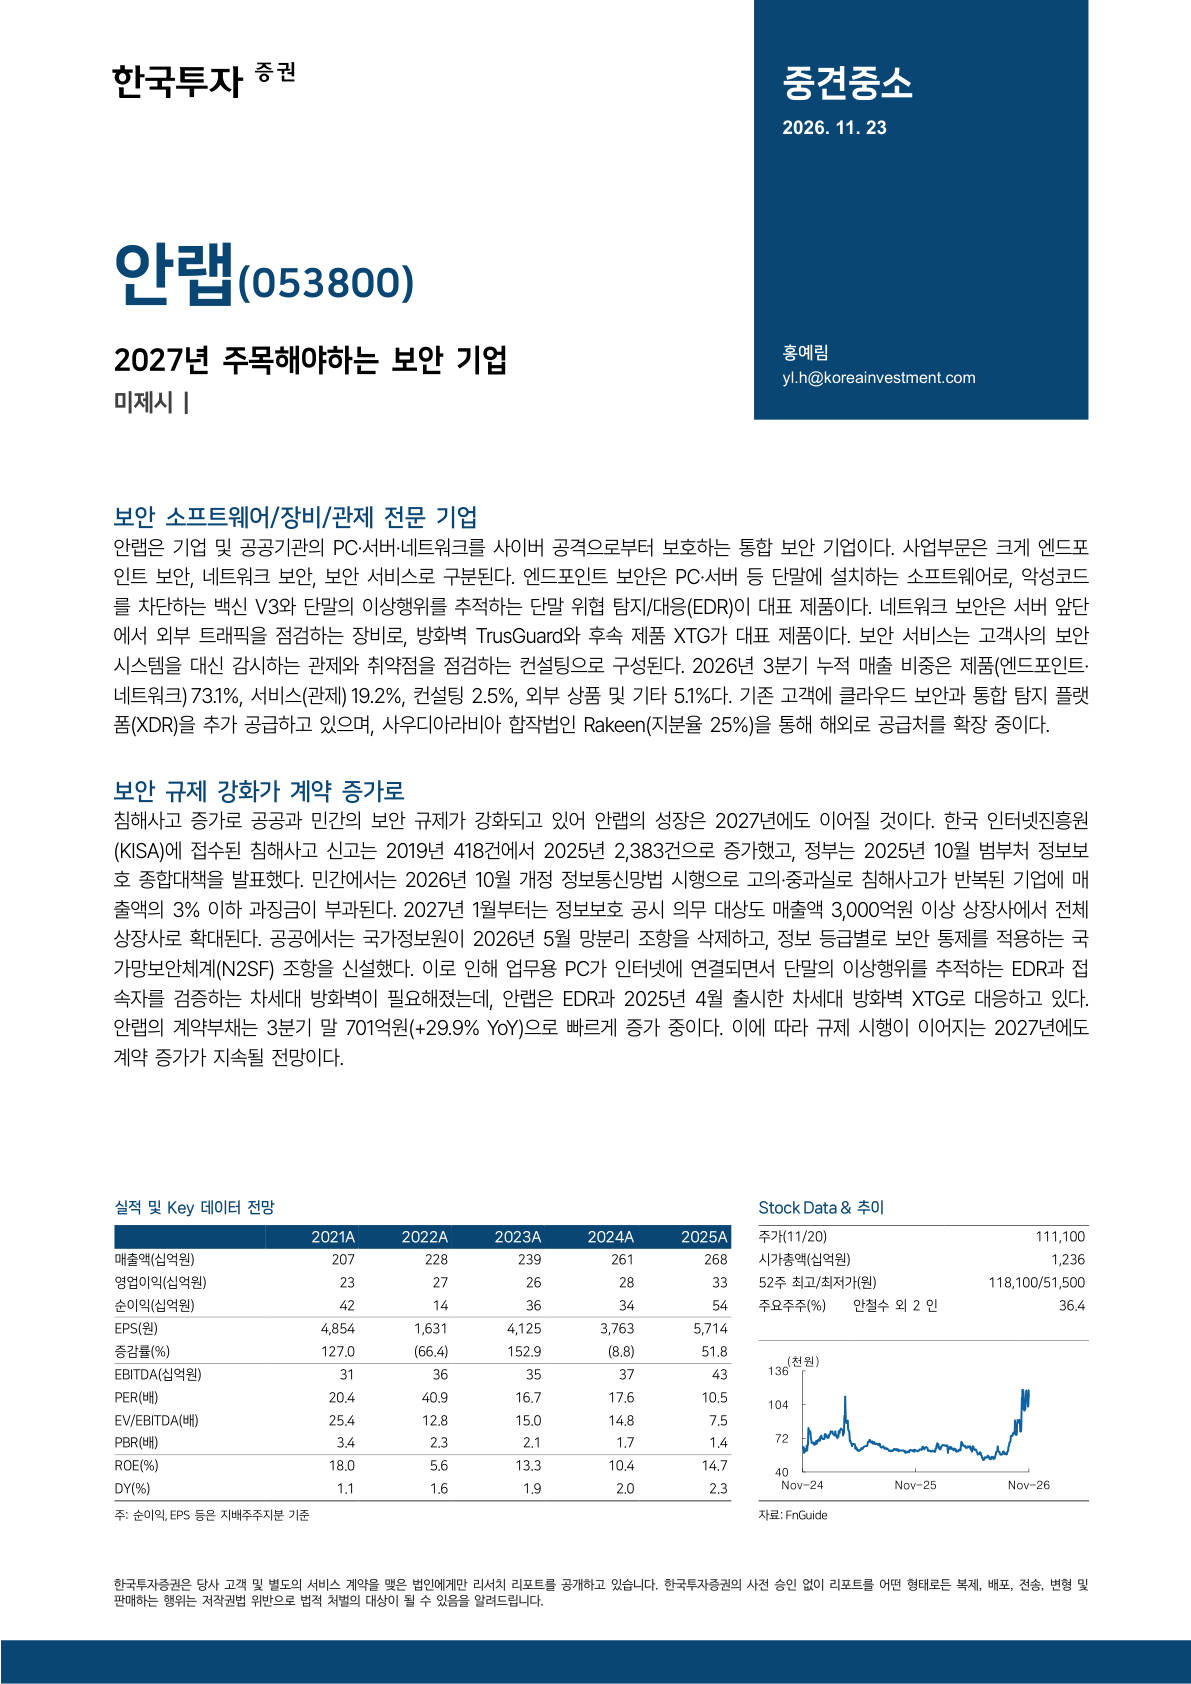 한국투자 증권
중견중소
2026. 11. 23
안랩(053800)
2027년 주목해야하는 보안 기업
미제시 |
홍예림
yl.h@koreainvestment.com
보안 소프트웨어/장비/관제 전문 기업
안랩은 기업 및 공공기관의 PC·서버·네트워크를 사이버 공격으로부터 보호하는 통합 보안 기업이다. 사업부문은 크게 엔드포
인트 보안, 네트워크 보안, 보안 서비스로 구분된다. 엔드포인트 보안은 PC·서버 등 단말에 설치하는 소프트웨어로, 악성코드
를 차단하는 백신 V3와 단말의 이상행위를 추적하는 단말 위협 탐지/대응(EDR)이 대표 제품이다. 네트워크 보안은 서버 앞단
에서 외부 트래픽을 점검하는 장비로, 방화벽 TrusGuard와 후속 제품 XTG가 대표 제품이다. 보안 서비스는 고객사의 보안
시스템을 대신 감시하는 관제와 취약점을 점검하는 컨설팅으로 구성된다. 2026년 3분기 누적 매출 비중은 제품(엔드포인트·
네트워크) 73.1%, 서비스(관제) 19.2%, 컨설팅 2.5%, 외부 상품 및 기타 5.1%다. 기존 고객에 클라우드 보안과 통합 탐지 플랫
폼(XDR)을 추가 공급하고 있으며, 사우디아라비아 합작법인 Rakeen(지분율 25%)을 통해 해외로 공급처를 확장 중이다.
보안 규제 강화가 계약 증가로
침해사고 증가로 공공과 민간의 보안 규제가 강화되고 있어 안랩의 성장은 2027년에도 이어질 것이다. 한국 인터넷진흥원
(KISA)에 접수된 침해사고 신고는 2019년 418건에서 2025년 2,383건으로 증가했고, 정부는 2025년 10월 범부처 정보보
호 종합대책을 발표했다. 민간에서는 2026년 10월 개정 정보통신망법 시행으로 고의·중과실로 침해사고가 반복된 기업에 매
출액의 3% 이하 과징금이 부과된다. 2027년 1월부터는 정보보호 공시 의무 대상도 매출액 3,000억원 이상 상장사에서 전체
상장사로 확대된다. 공공에서는 국가정보원이 2026년 5월 망분리 조항을 삭제하고, 정보 등급별로 보안 통제를 적용하는 국
가망보안체계(N2SF) 조항을 신설했다. 이로 인해 업무용 PC가 인터넷에 연결되면서 단말의 이상행위를 추적하는 EDR과 접
속자를 검증하는 차세대 방화벽이 필요해졌는데, 안랩은 EDR과 2025년 4월 출시한 차세대 방화벽 XTG로 대응하고 있다.
안랩의 계약부채는 3분기 말 701억원(+29.9% YoY)으로 빠르게 증가 중이다. 이에 따라 규제 시행이 이어지는 2027년에도
계약 증가가 지속될 전망이다.
실적 및 Key 데이터 전망
2021A 2022A 2023A 2024A 2025A
매출액(십억원) 207 228 239 261 268
영업이익(십억원) 23 27 26 28 33
순이익(십억원) 42 14 36 34 54
EPS(원) 4,854 1,631 4,125 3,763 5,714
증감률(%) 127.0 (66.4) 152.9 (8.8) 51.8
EBITDA(십억원) 31 36 35 37 43
PER(배) 20.4 40.9 16.7 17.6 10.5
EV/EBITDA(배) 25.4 12.8 15.0 14.8 7.5
PBR(배) 3.4 2.3 2.1 1.7 1.4
ROE(%) 18.0 5.6 13.3 10.4 14.7
DY(%) 1.1 1.6 1.9 2.0 2.3
주: 순이익, EPS 등은 지배주주지분 기준
Stock Data & 추이
주가(11/20) 111,100
시가총액(십억원) 1,236
52주 최고/최저가(원) 118,100/51,500
주요주주(%) 안철수 외 2 인 36.4
(천원)
136
104
72
40
Nov-24 Nov-25 Nov-26
자료: FnGuide
한국투자증권은 당사 고객 및 별도의 서비스 계약을 맺은 법인에게만 리서치 리포트를 공개하고 있습니다. 한국투자증권의 사전 승인 없이 리포트를 어떤 형태로든 복제, 배포, 전송, 변형 및
판매하는 행위는 저작권법 위반으로 법적 처벌의 대상이 될 수 있음을 알려드립니다.